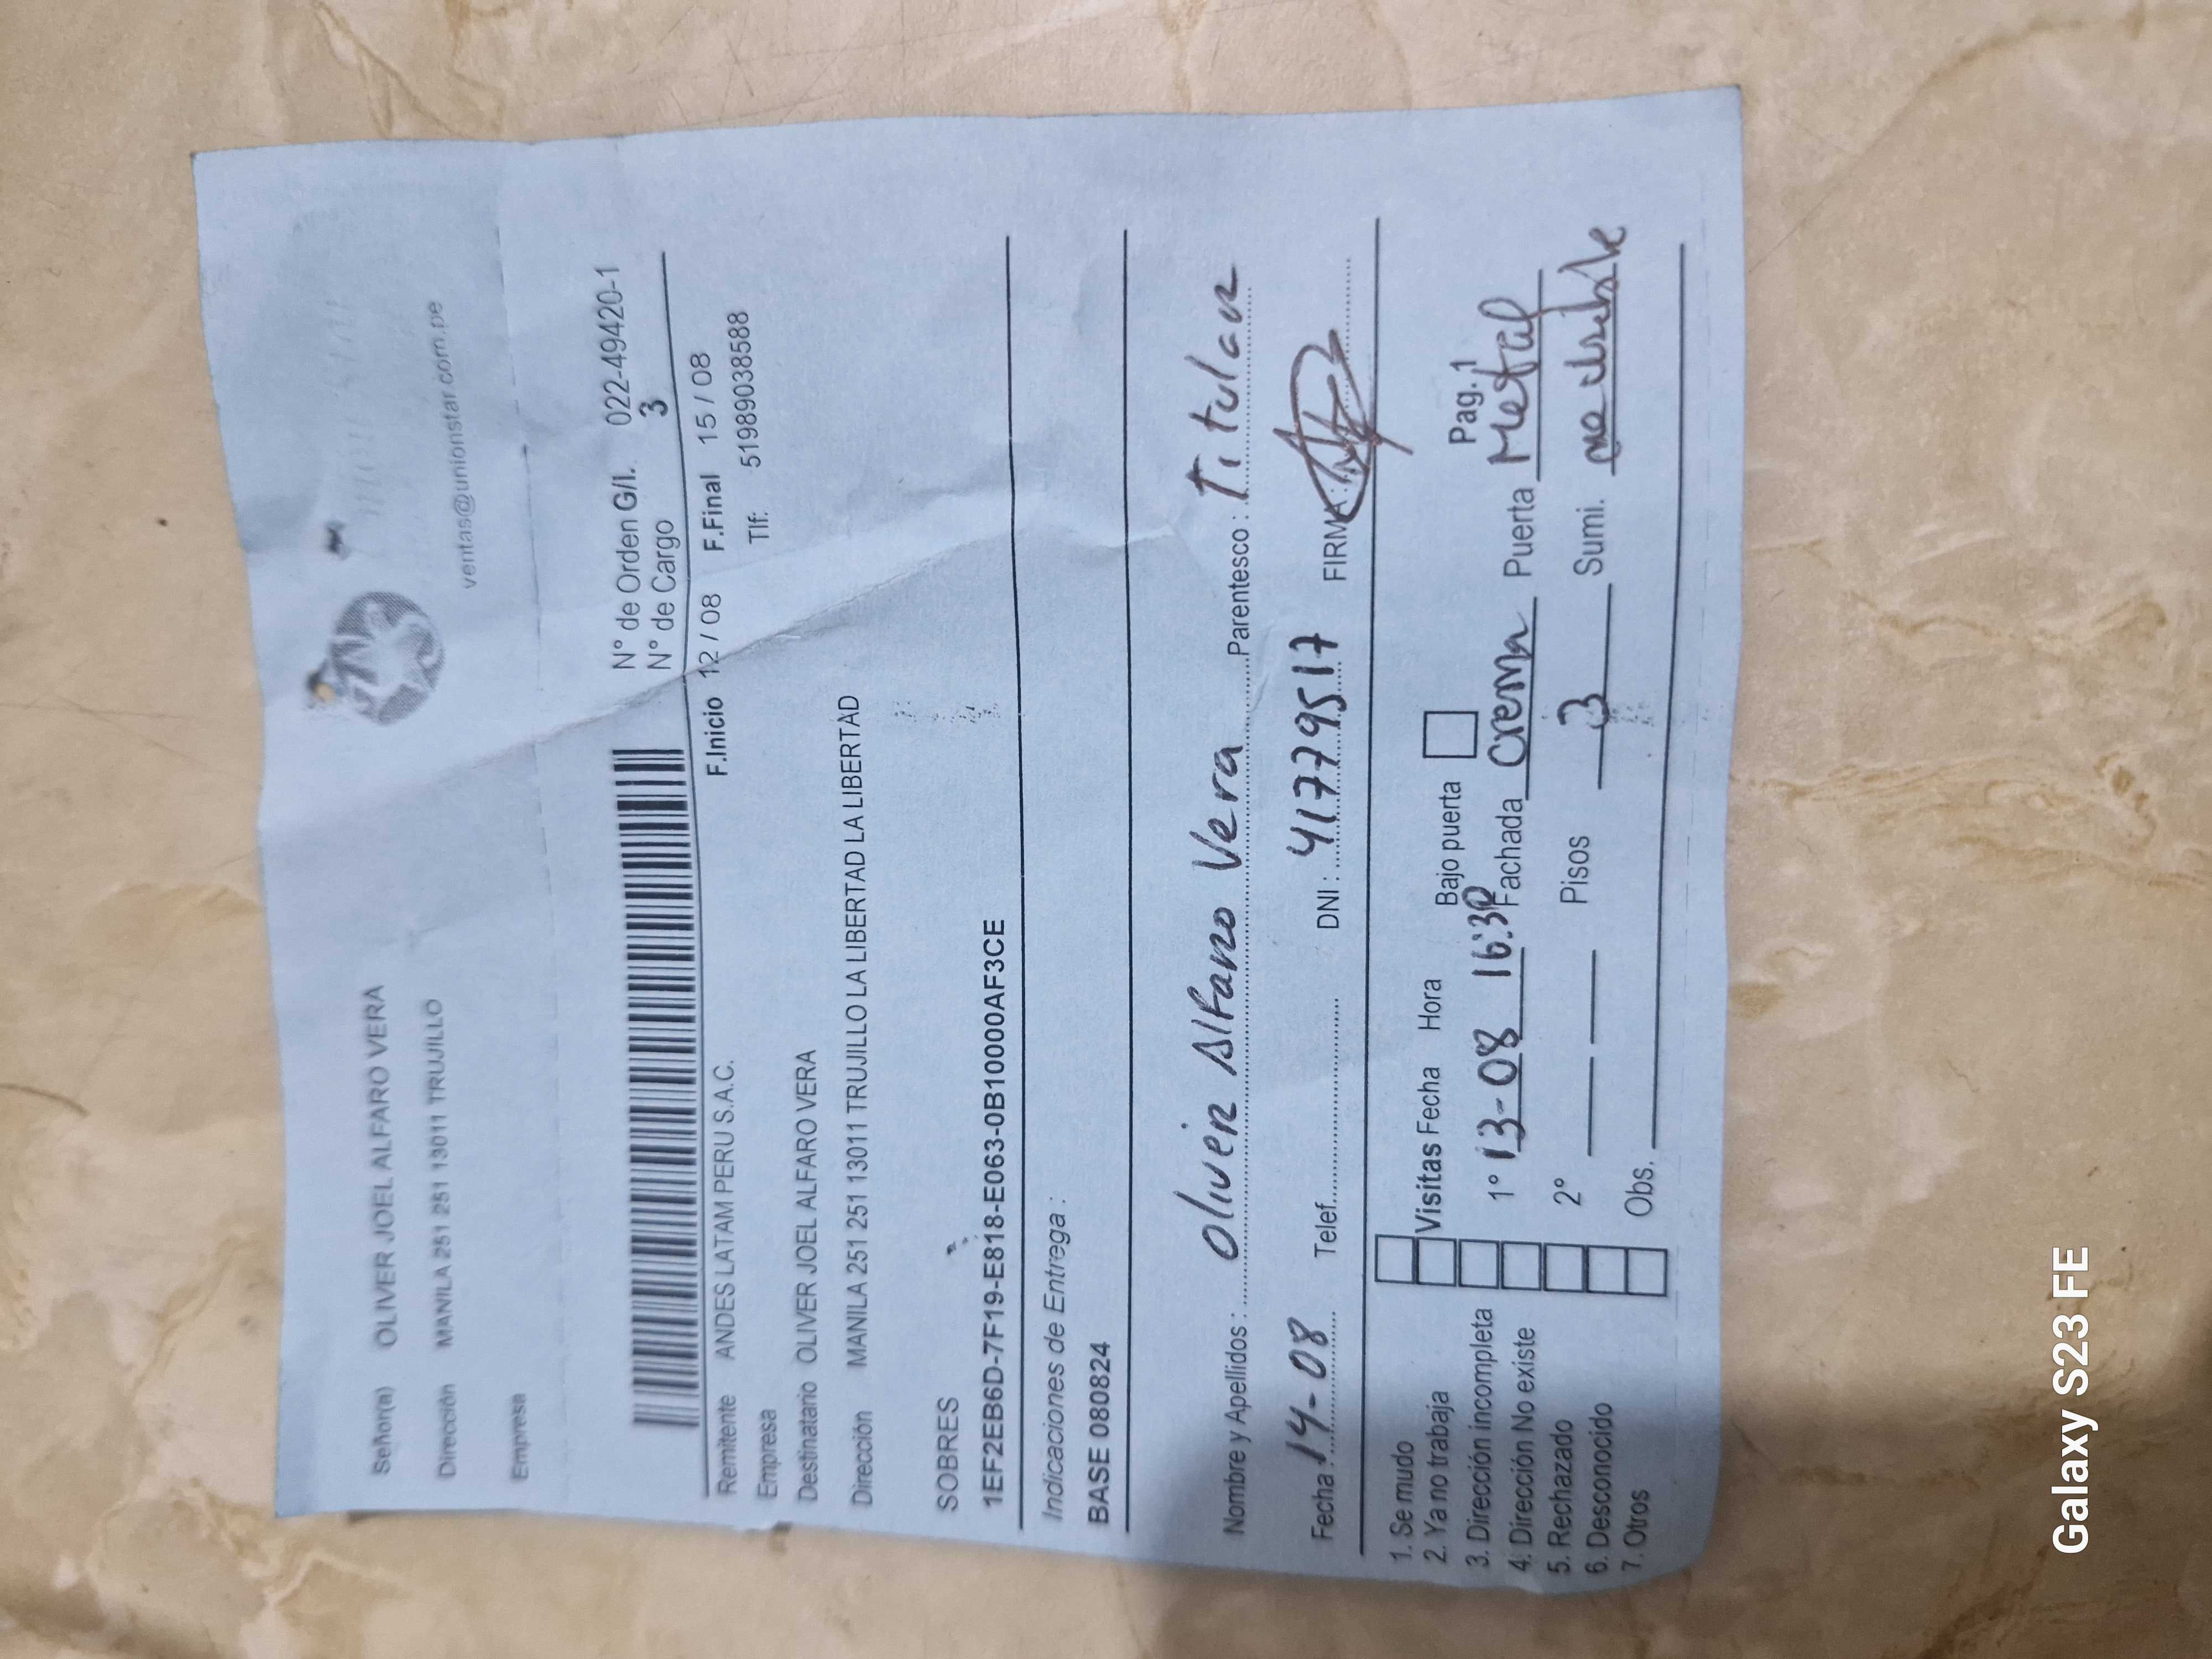 Señor(a) OLIVER JOEL ALFARO VERA
Dirección MANILA 251 251 13011 TRUJILLO
ventas@unionstar.com.pe
Empresa
N° de Orden G/I. 022-49420-1
N° de Cargo 3
Remitente ANDES LATAM PERU S.A.C. F.Inicio 12 / 08 F.Final 15 / 08
Empresa Tlf: 51989038588
Destinatario OLIVER JOEL ALFARO VERA
Dirección MANILA 251 251 13011 TRUJILLO LA LIBERTAD LA LIBERTAD
SOBRES
1EF2EB6D-7F19-E818-E063-0B10000AF3CE
Indicaciones de Entrega :
BASE 080824
Nombre y Apellidos : Oliver Alfaro Vera Parentesco : Titular
Fecha 14-08 Telef. DNI : 41779517 FIRMA
1. Se mudo
2. Ya no trabaja Visitas Fecha Hora Bajo puerta Pag. 1
3. Dirección incompleta 1° 13-08 16:30 Fachada Crema Puerta Metal
4. Dirección No existe
5. Rechazado 2° Pisos 3 Sumi. no visible
6. Desconocido
7. Otros Obs.
Galaxy S23 FE